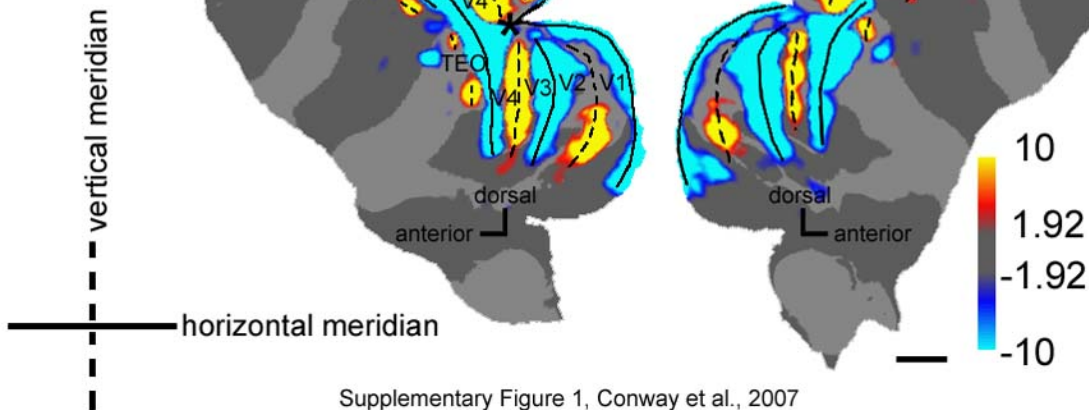 V4
*
TEO
V4 V3 V2 V1
vertical meridian
horizontal meridian
dorsal
anterior
dorsal
anterior
10
1.92
-1.92
-10
Supplementary Figure 1, Conway et al., 2007